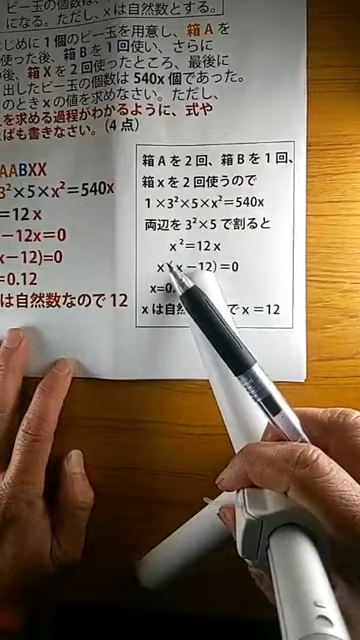 ビー玉の個数は、
になる。ただし、xは自然数とする。
じめに1個のビー玉を用意し、箱Aを
使った後、箱Bを1回使い、さらに
後、箱Xを2回使ったところ、最後に
出したビー玉の個数は540x個であった。
のときxの値を求めなさい。ただし、
を求める過程がわかるように、式や
ばも書きなさい。(4点)
AABXX
3²×5×x²=540x
=12x
-12x=0
x-12)=0
=0.12
は自然数なので12
箱Aを2回、箱Bを1回、
箱xを2回使うので
1×3²×5×x²=540x
両辺を3²×5で割ると
x²=12x
x(x-12)=0
x=0.
xは自然
でx=12